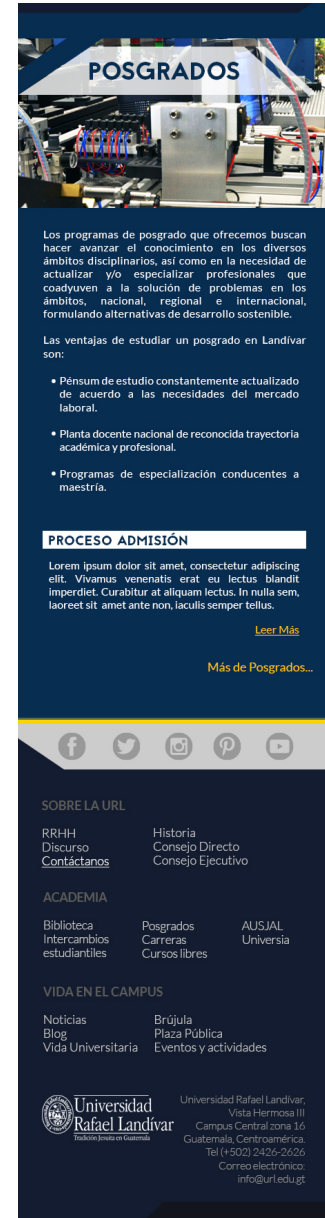 POSGRADOS
Los programas de posgrado que ofrecemos buscan
hacer avanzar el conocimiento en los diversos
ámbitos disciplinarios, así como en la necesidad de
actualizar y/o especializar profesionales que
coadyuven a la solución de problemas en los
ámbitos, nacional, regional e internacional,
formulando alternativas de desarrollo sostenible.
Las ventajas de estudiar un posgrado en Landívar
son:
• Pénsum de estudio constantemente actualizado
de acuerdo a las necesidades del mercado
laboral.
• Planta docente nacional de reconocida trayectoria
académica y profesional.
• Programas de especialización conducentes a
maestría.
PROCESO ADMISIÓN
Lorem ipsum dolor sit amet, consectetur adipiscing
elit. Vivamus venenatis erat eu lectus blandit
imperdiet. Curabitur at aliquam lectus. In nulla sem,
laoreet sit amet ante non, iaculis semper tellus.
Leer Más
Más de Posgrados...
SOBRE LA URL
RRHH
Discurso
Contáctanos
Historia
Consejo Directo
Consejo Ejecutivo
ACADEMIA
Biblioteca
Intercambios
estudiantiles
Posgrados
Carreras
Cursos libres
AUSJAL
Universia
VIDA EN EL CAMPUS
Noticias
Blog
Vida Universitaria
Brújula
Plaza Pública
Eventos y actividades
Universidad
Rafael Landívar
Tradición Jesuita en Guatemala
Universidad Rafael Landívar,
Vista Hermosa III
Campus Central zona 16
Guatemala, Centroamérica.
Tel (+502) 2426-2626
Correo electrónico:
info@url.edu.gt